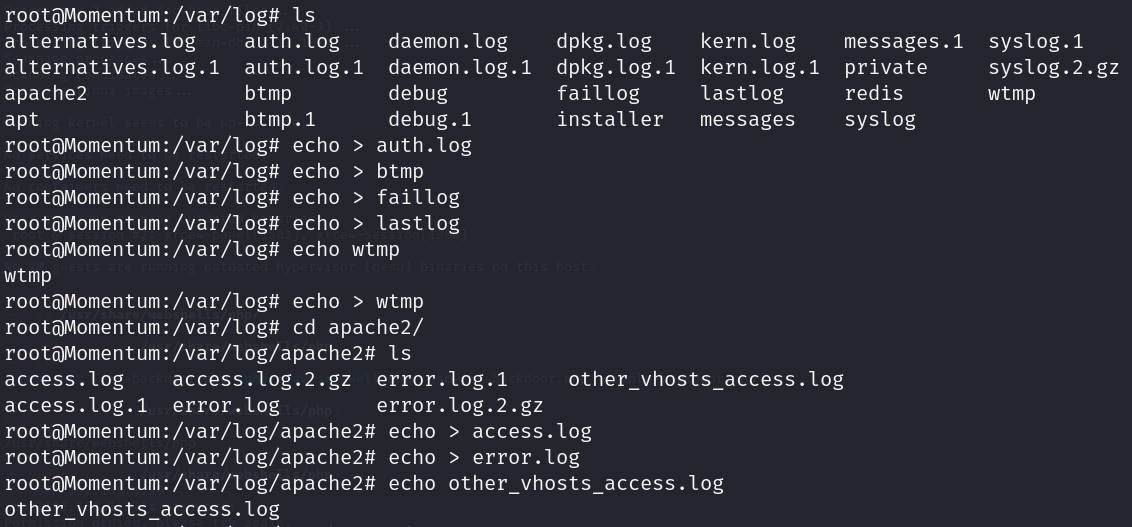 root@Momentum:/var/log# ls
alternatives.log    auth.log    daemon.log    dpkg.log    kern.log    messages.1  syslog.1
alternatives.log.1  auth.log.1  daemon.log.1  dpkg.log.1  kern.log.1  private     syslog.2.gz
apache2             btmp        debug         faillog     lastlog     redis       wtmp
apt                 btmp.1      debug.1       installer   messages    syslog
root@Momentum:/var/log# echo > auth.log
root@Momentum:/var/log# echo > btmp
root@Momentum:/var/log# echo > faillog
root@Momentum:/var/log# echo > lastlog
root@Momentum:/var/log# echo wtmp
wtmp
root@Momentum:/var/log# echo > wtmp
root@Momentum:/var/log# cd apache2/
root@Momentum:/var/log/apache2# ls
access.log    access.log.2.gz  error.log.1     other_vhosts_access.log
access.log.1  error.log        error.log.2.gz
root@Momentum:/var/log/apache2# echo > access.log
root@Momentum:/var/log/apache2# echo > error.log
root@Momentum:/var/log/apache2# echo other_vhosts_access.log
other_vhosts_access.log